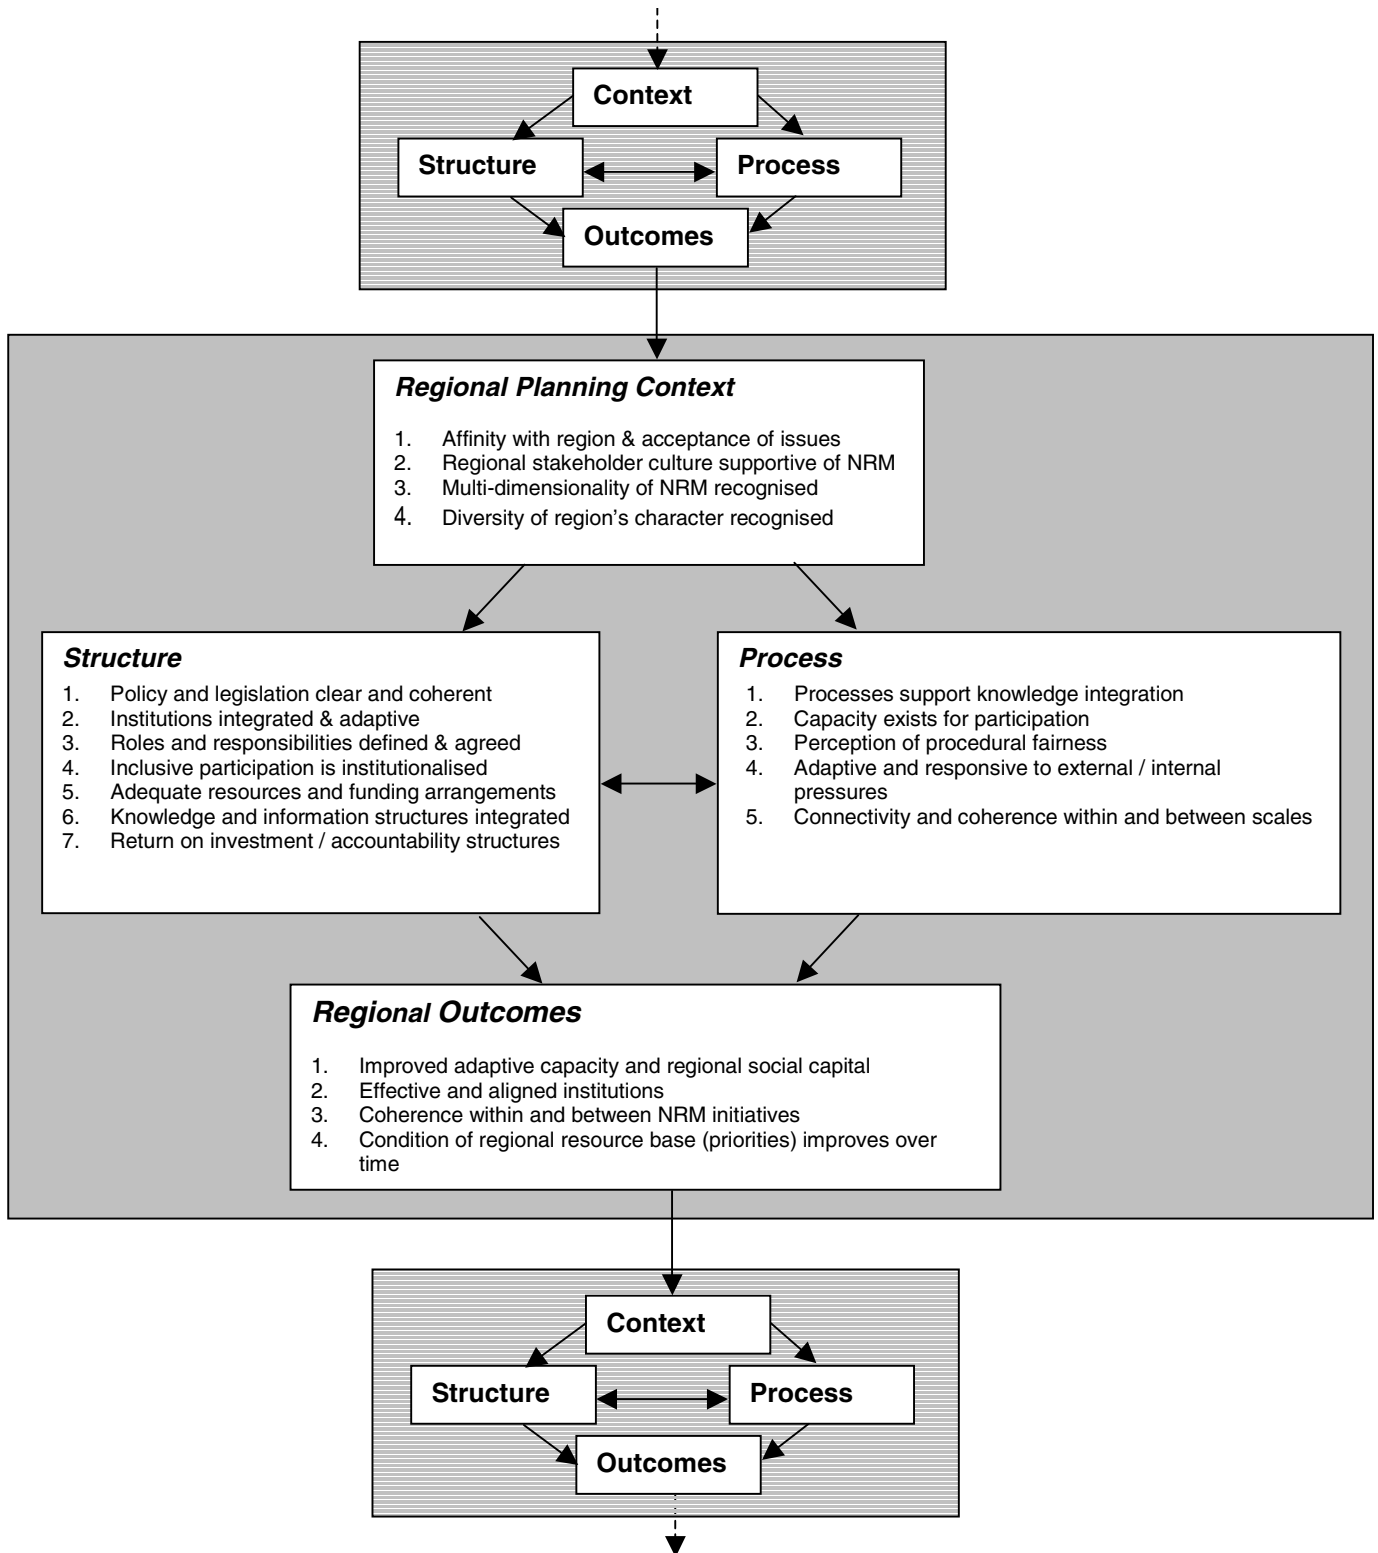 Context
Structure
Process
Outcomes
Regional Planning Context
1. Affinity with region & acceptance of issues
2. Regional stakeholder culture supportive of NRM
3. Multi-dimensionality of NRM recognised
4. Diversity of region's character recognised
Structure
1. Policy and legislation clear and coherent
2. Institutions integrated & adaptive
3. Roles and responsibilities defined & agreed
4. Inclusive participation is institutionalised
5. Adequate resources and funding arrangements
6. Knowledge and information structures integrated
7. Return on investment / accountability structures
Process
1. Processes support knowledge integration
2. Capacity exists for participation
3. Perception of procedural fairness
4. Adaptive and responsive to external / internal
pressures
5. Connectivity and coherence within and between scales
Regional Outcomes
1. Improved adaptive capacity and regional social capital
2. Effective and aligned institutions
3. Coherence within and between NRM initiatives
4. Condition of regional resource base (priorities) improves over
time
Context
Structure
Process
Outcomes